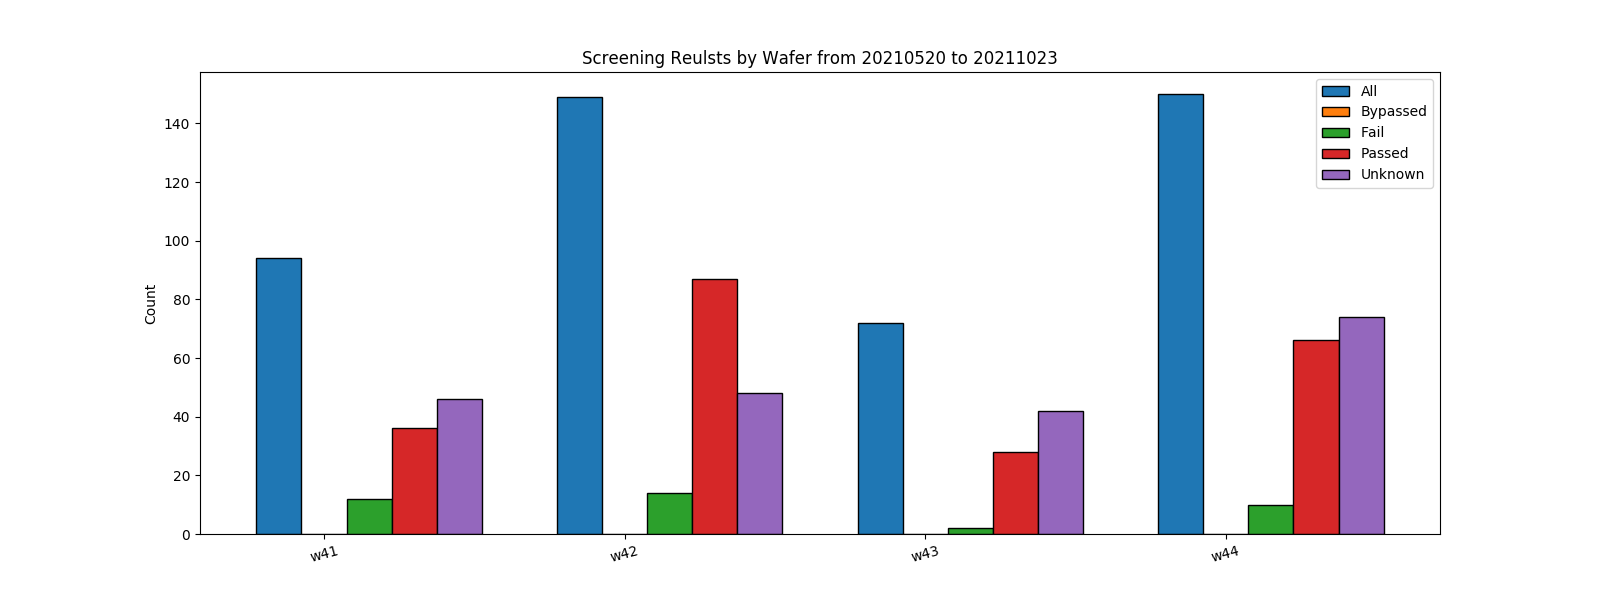 Screening Reulsts by Wafer from 20210520 to 20211023
All
Bypassed
Fail
Passed
Unknown
Count
140
120
100
80
60
40
20
0
w41
w42
w43
w44